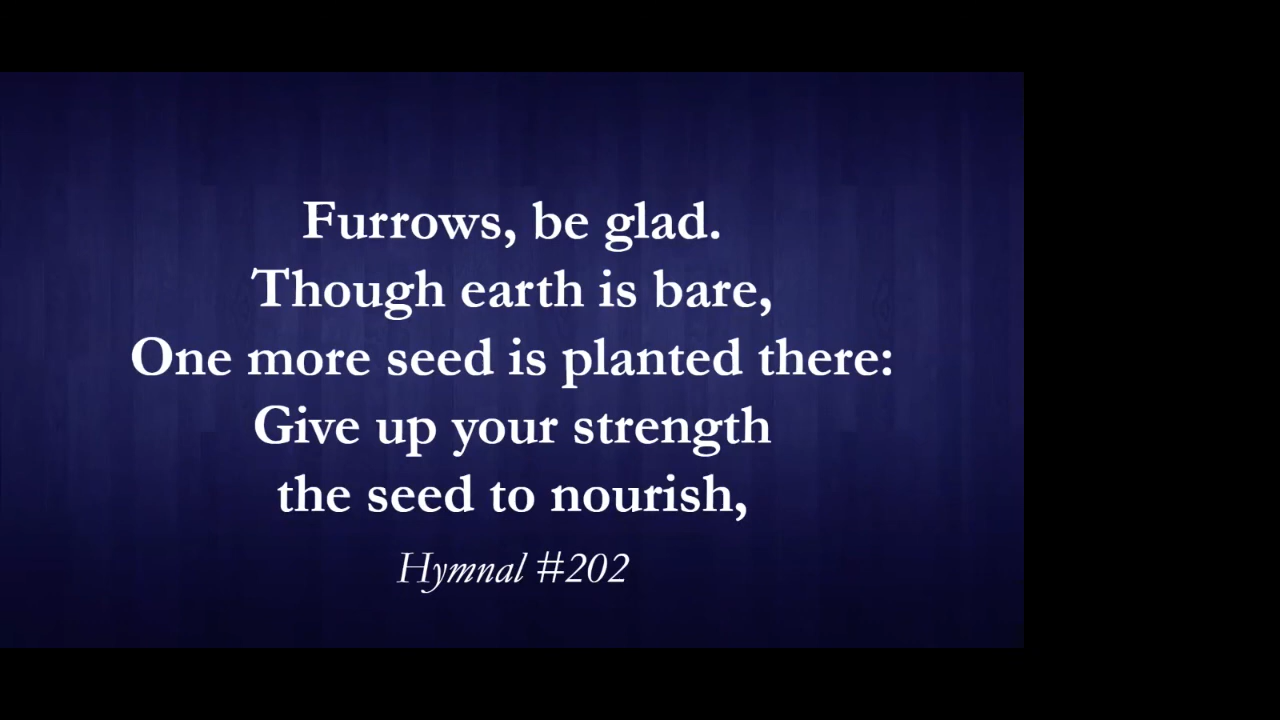 Furrows, be glad.
Though earth is bare,
One more seed is planted there:
Give up your strength
the seed to nourish,
Hymnal #202